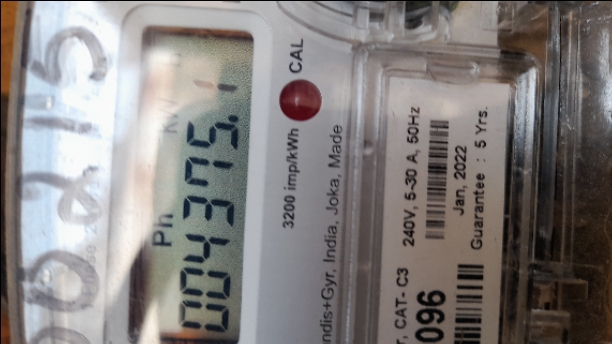 Ph
004375.1
3200 imp/kWh CAL
ndis+Gyr, India, Joka, Made
240V, 5-30 A, 50Hz
Jan, 2022
Guarantee : 5 Yrs.
, CAT- C3
096